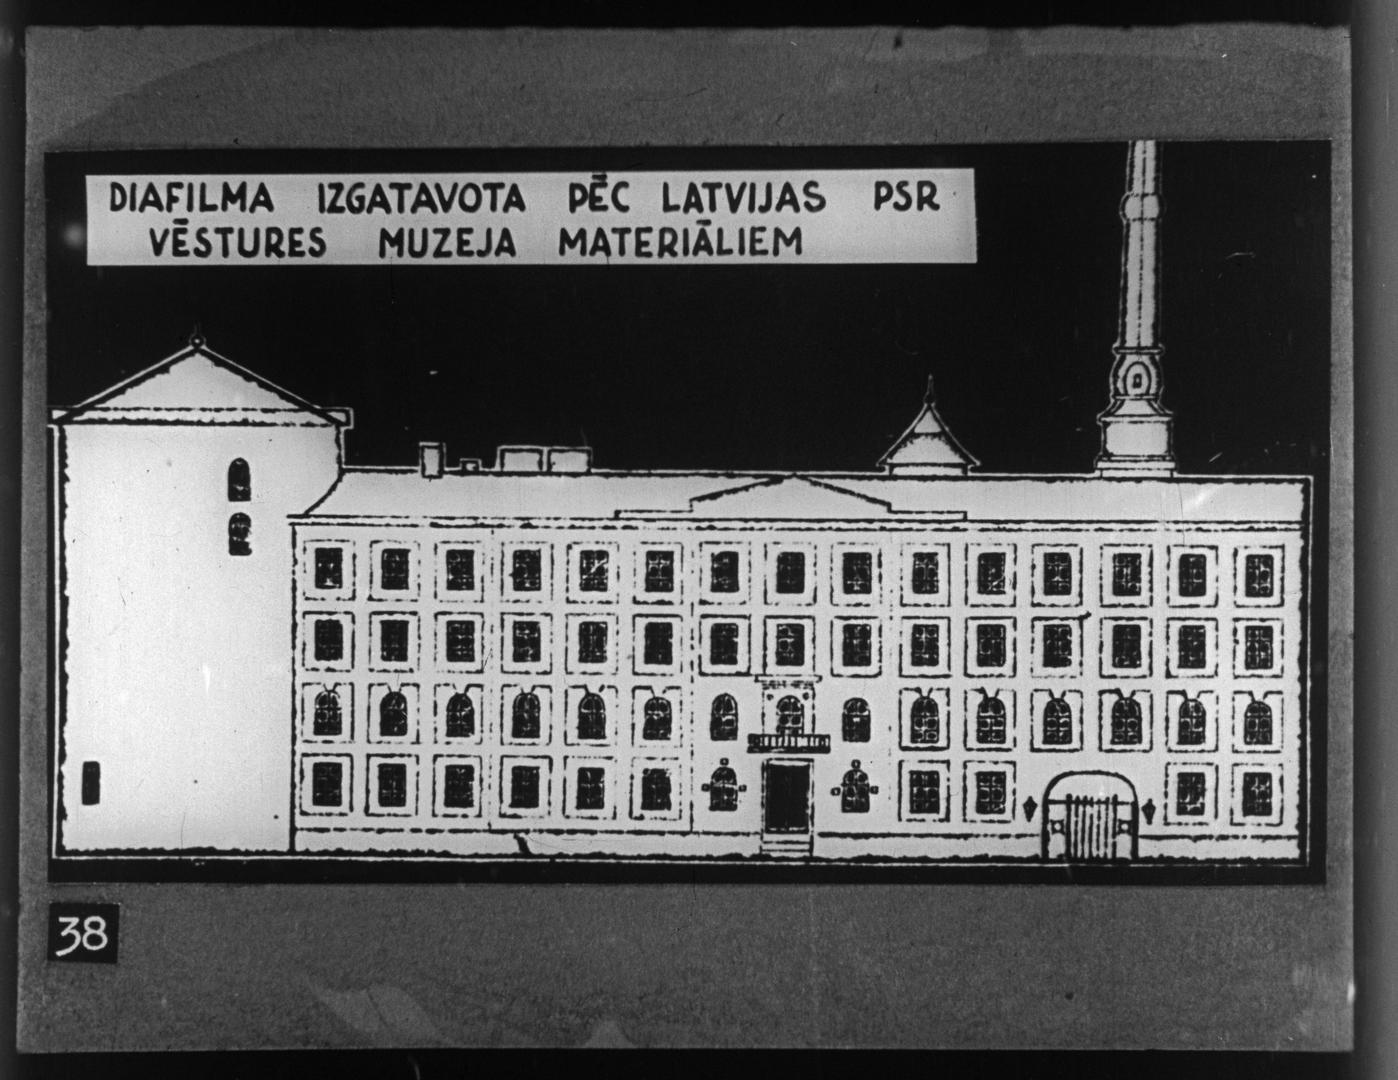 DIAFILMA IZGATAVOTA PĒC LATVIJAS PSR
VĒSTURES MUZEJA MATERIĀLIEM
38